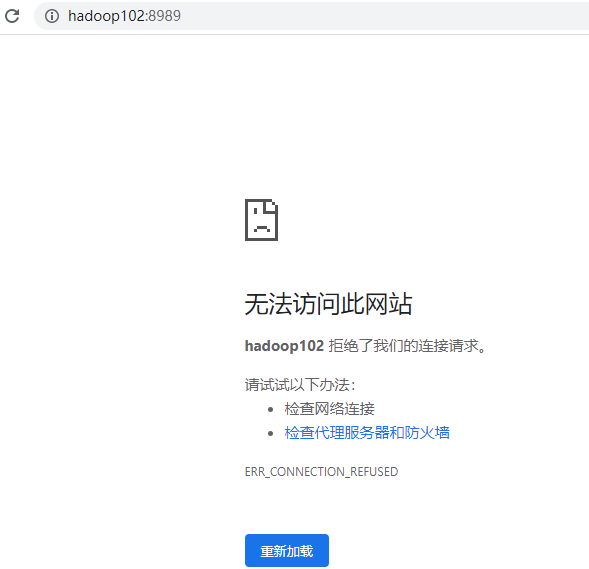 hadoop102:8989
无法访问此网站
hadoop102 拒绝了我们的连接请求。
请试试以下办法：
• 检查网络连接
• 检查代理服务器和防火墙
ERR_CONNECTION_REFUSED
重新加载